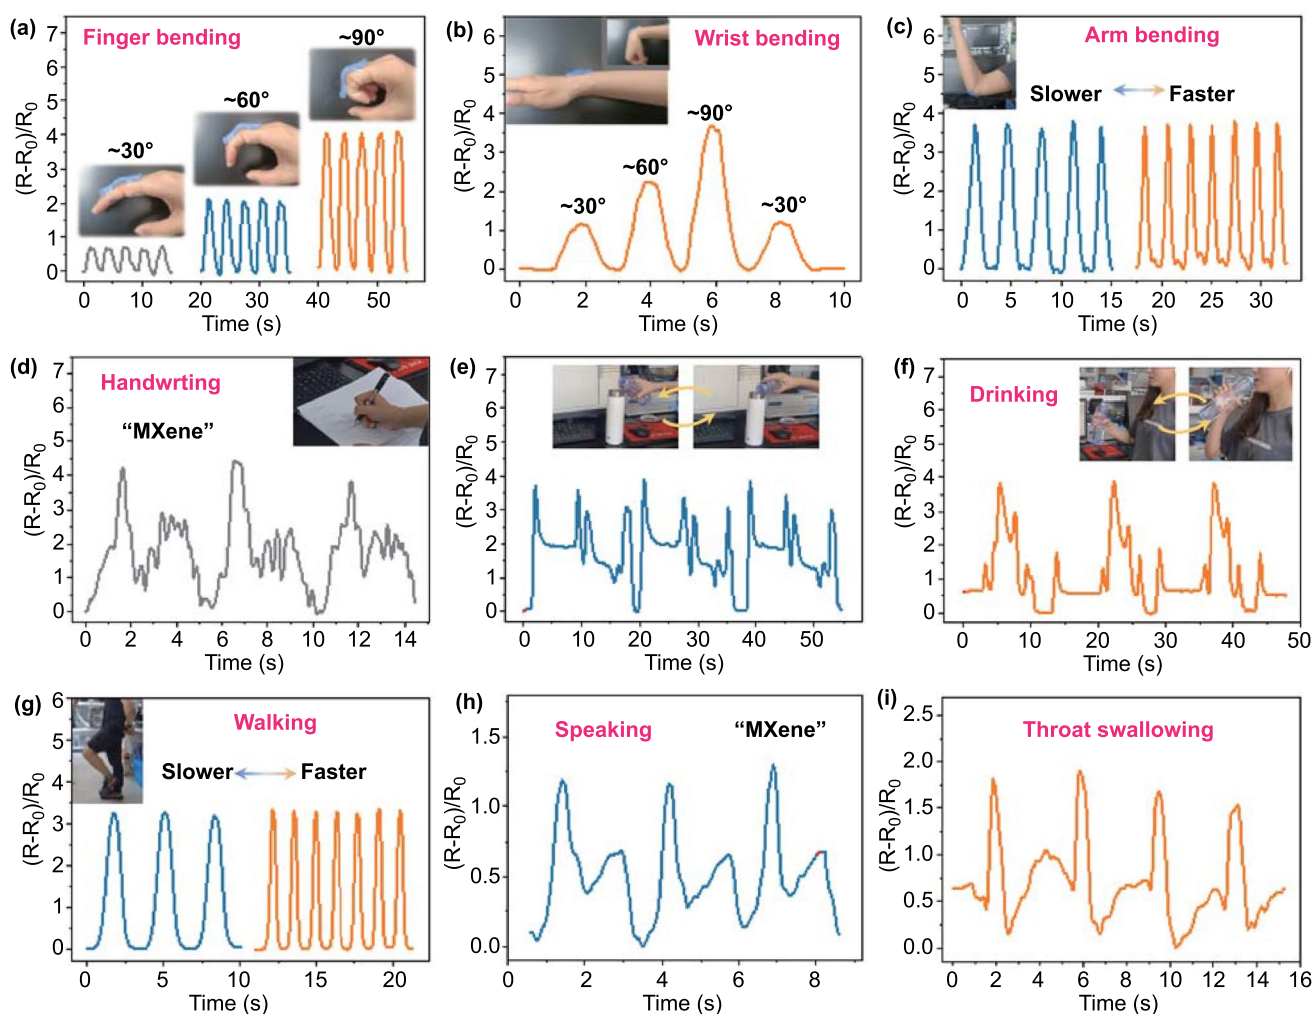 (a)
Finger bending
~90°
~60°
~30°
(R-R0)/R0
7
6
5
4
3
2
1
0
0 10 20 30 40 50
Time (s)
(b)
Wrist bending
~90°
~60°
~30°
~30°
(R-R0)/R0
6
5
4
3
2
1
0
0 2 4 6 8 10
Time (s)
(c)
Arm bending
Slower Faster
(R-R0)/R0
6
5
4
3
2
1
0
0 5 10 15 20 25 30
Time (s)
(d)
Handwrting
“MXene”
(R-R0)/R0
7
6
5
4
3
2
1
0
0 2 4 6 8 10 12 14
Time (s)
(e)
(R-R0)/R0
7
6
5
4
3
2
1
0
0 10 20 30 40 50
Time (s)
(f)
Drinking
(R-R0)/R0
7
6
5
4
3
2
1
0
0 10 20 30 40 50
Time (s)
(g)
Walking
Slower Faster
(R-R0)/R0
6
5
4
3
2
1
0
0 5 10 15 20
Time (s)
(h)
Speaking “MXene”
(R-R0)/R0
1.5
1.0
0.5
0.0
0 2 4 6 8
Time (s)
(i)
Throat swallowing
(R-R0)/R0
2.5
2.0
1.5
1.0
0.5
0.0
0 2 4 6 8 10 12 14 16
Time (s)